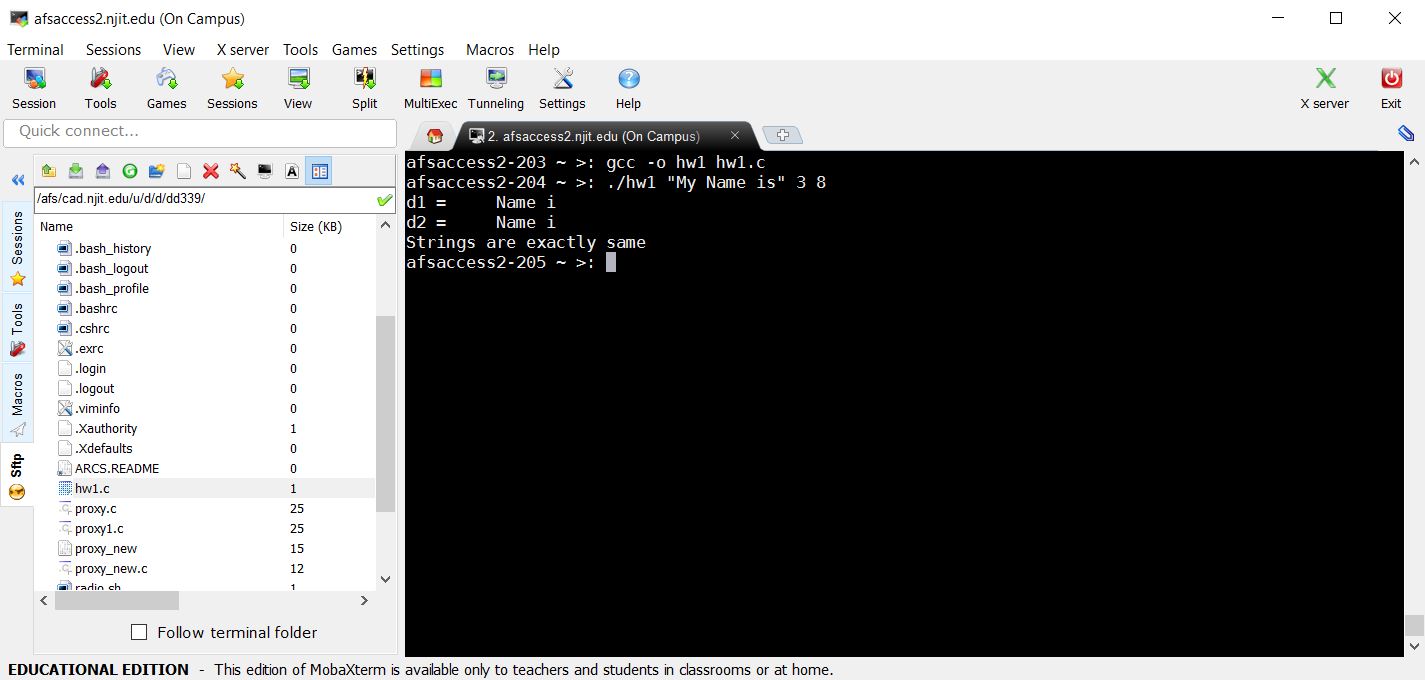 afsaccess2.njit.edu (On Campus)
Terminal Sessions View X server Tools Games Settings Macros Help
Session Tools Games Sessions View Split MultiExec Tunneling Settings Help X server Exit
Quick connect...
2. afsaccess2.njit.edu (On Campus)
/afs/cad.njit.edu/u/d/d/dd339/
Name Size (KB)
.bash_history 0
.bash_logout 0
.bash_profile 0
.bashrc 0
.cshrc 0
.exrc 0
.login 0
.logout 0
.viminfo 0
.Xauthority 1
.Xdefaults 0
ARCS.README 0
hw1.c 1
proxy.c 25
proxy1.c 25
proxy_new 15
proxy_new.c 12
radio.sh 1
Follow terminal folder
Sessions
Tools
Macros
Sftp
afsaccess2-203 ~ >: gcc -o hw1 hw1.c
afsaccess2-204 ~ >: ./hw1 "My Name is" 3 8
d1 =     Name i
d2 =     Name i
Strings are exactly same
afsaccess2-205 ~ >:
EDUCATIONAL EDITION - This edition of MobaXterm is available only to teachers and students in classrooms or at home.